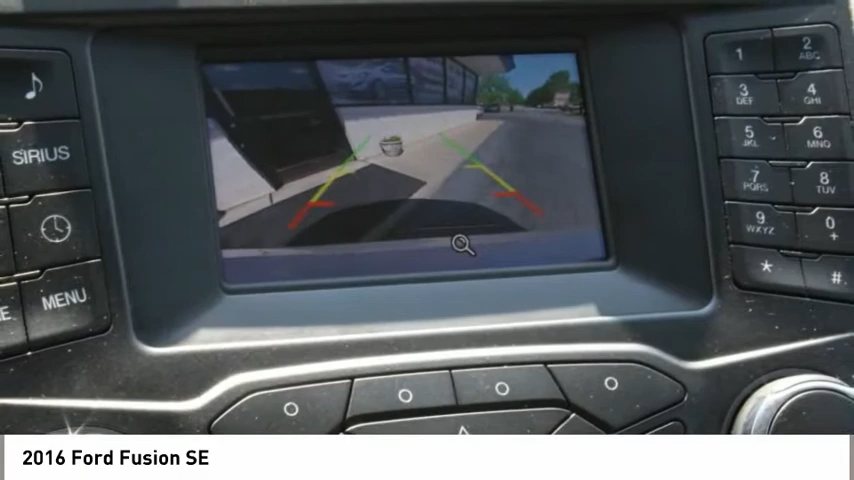 1
2
ABC
3
DEF
4
GHI
SIRIUS
5
JKL
6
MNO
7
PQRS
8
TUV
9
WXYZ
0
+
MENU
*
#
2016 Ford Fusion SE